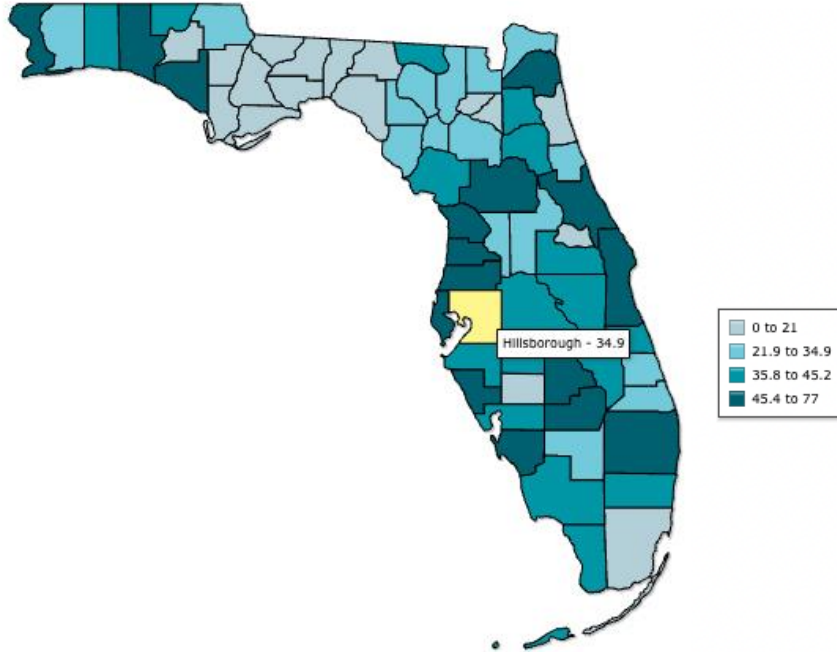 Hillsborough - 34.9
0 to 21
21.9 to 34.9
35.8 to 45.2
45.4 to 77